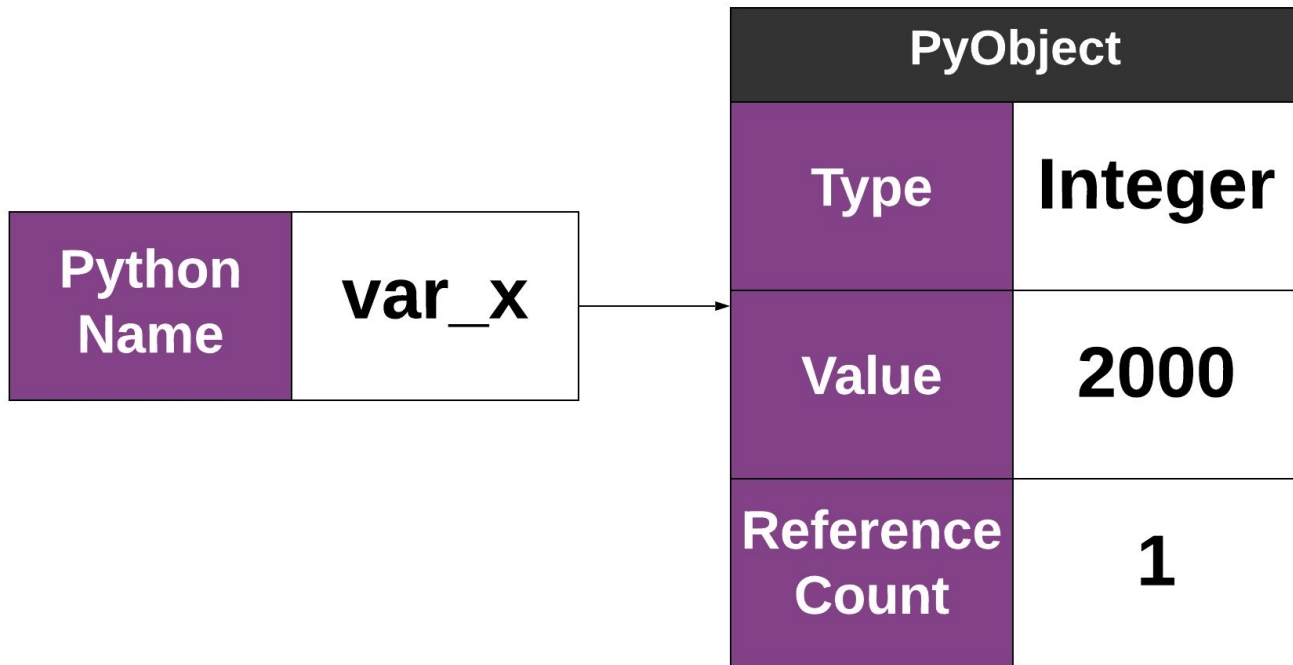 Python
Name
var_x
PyObject
Type
Integer
Value
2000
Reference
Count
1